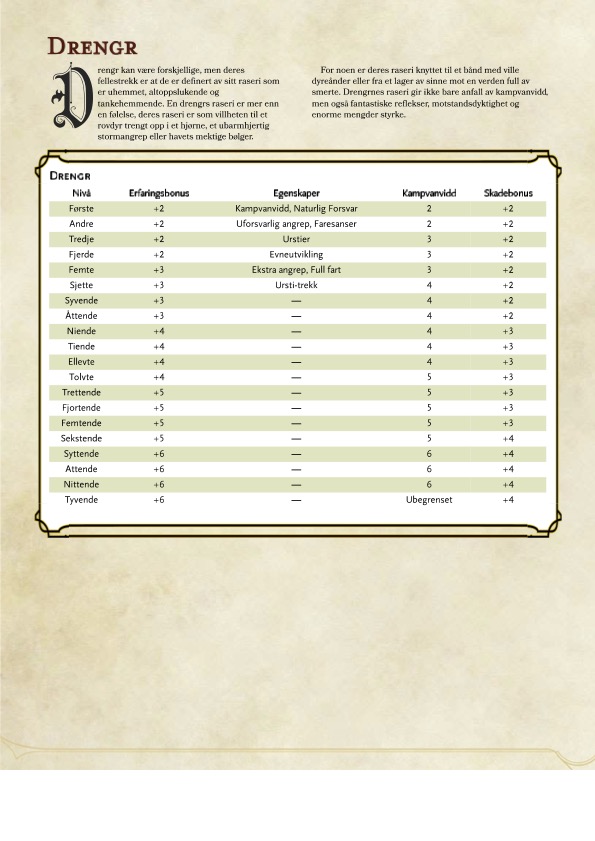 Drengr
Drengr kan være forskjellige, men deres
fellestrekk er at de er definert av sitt raseri som
er uhemmet, altoppslukende og
tankehemmende. En drengrs raseri er mer enn
en følelse, deres raseri er som villheten til et
rovdyr trengt opp i et hjørne, et ubarmhjertig
stormangrep eller havets mektige bølger.
For noen er deres raseri knyttet til et bånd med ville
dyreånder eller fra et lager av sinne mot en verden full av
smerte. Drengrnes raseri gir ikke bare anfall av kampvanvidd,
men også fantastiske reflekser, motstandsdyktighet og
enorme mengder styrke.
Drengr
Nivå Erfaringsbonus Egenskaper Kampvanvidd Skadebonus
Første +2 Kampvanvidd, Naturlig Forsvar 2 +2
Andre +2 Uforsvarlig angrep, Faresanser 2 +2
Tredje +2 Urstier 3 +2
Fjerde +2 Evneutvikling 3 +2
Femte +3 Ekstra angrep, Full fart 3 +2
Sjette +3 Ursti-trekk 4 +2
Syvende +3 — 4 +2
Åttende +3 — 4 +2
Niende +4 — 4 +3
Tiende +4 — 4 +3
Ellevte +4 — 4 +3
Tolvte +4 — 5 +3
Trettende +5 — 5 +3
Fjortende +5 — 5 +3
Femtende +5 — 5 +3
Sekstende +5 — 5 +4
Syttende +6 — 6 +4
Attende +6 — 6 +4
Nittende +6 — 6 +4
Tyvende +6 — Ubegrenset +4